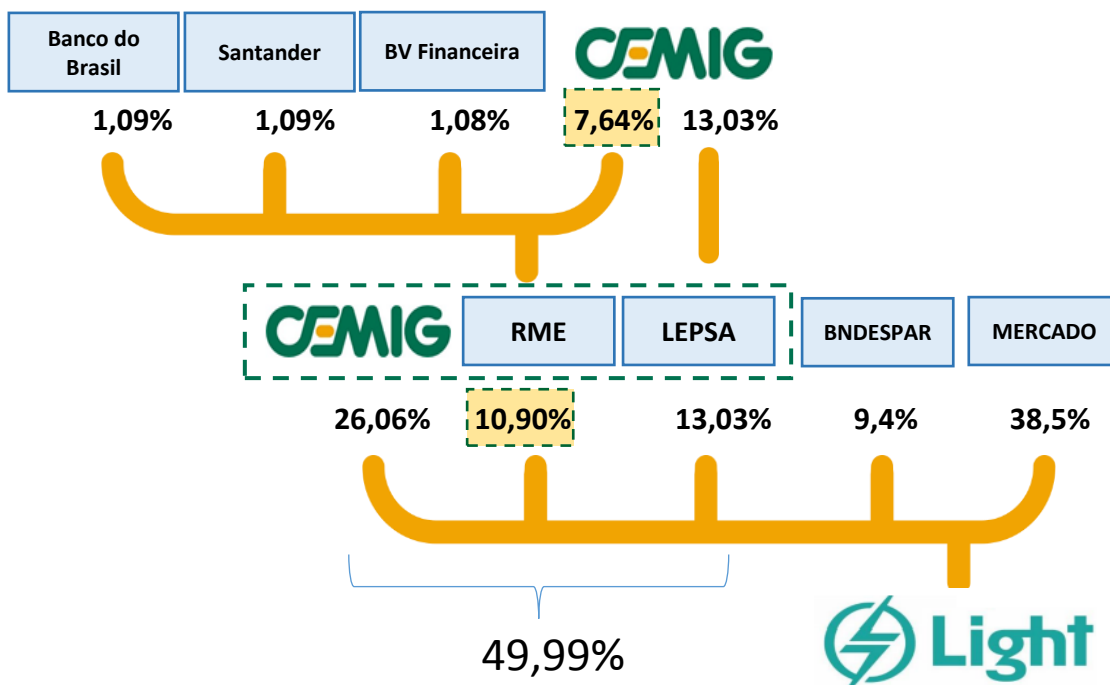 Banco do
Brasil
Santander
BV Financeira
CEMIG
1,09%
1,09%
1,08%
7,64%
13,03%
CEMIG
RME
LEPSA
BNDESPAR
MERCADO
26,06%
10,90%
13,03%
9,4%
38,5%
49,99%
Light